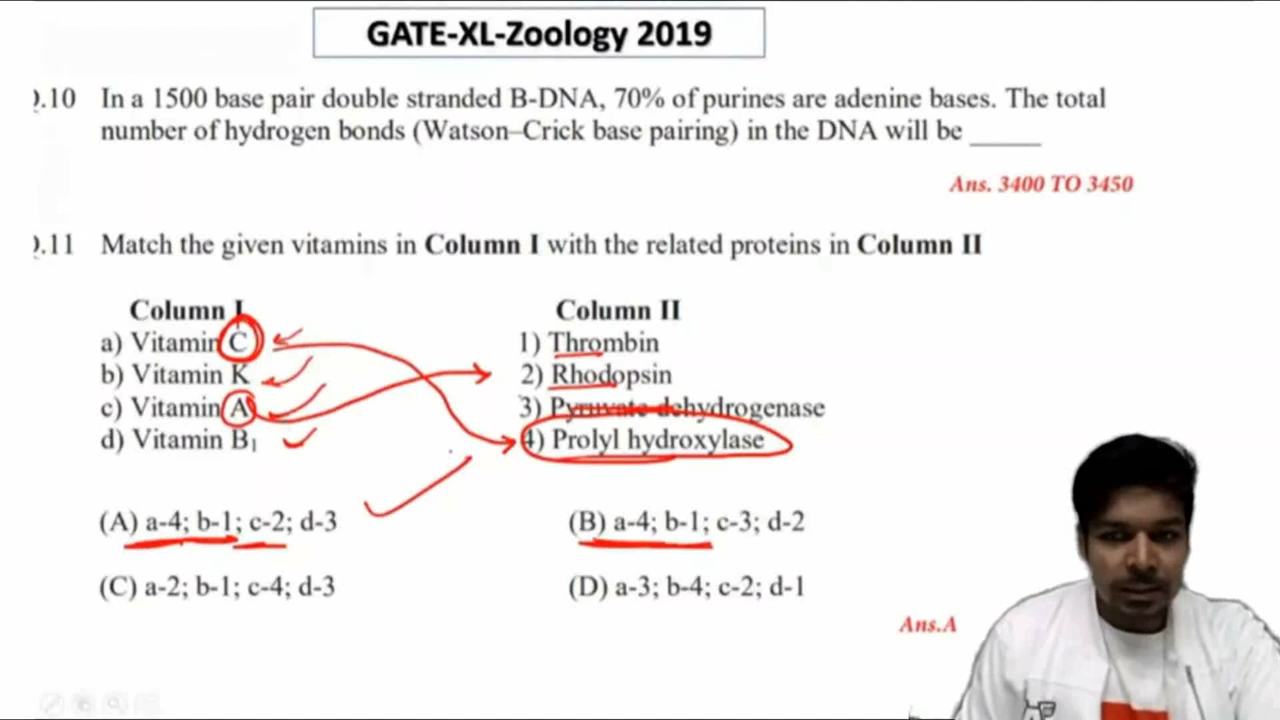 GATE-XL-Zoology 2019
).10 In a 1500 base pair double stranded B-DNA, 70% of purines are adenine bases. The total
number of hydrogen bonds (Watson–Crick base pairing) in the DNA will be _____
Ans. 3400 TO 3450
).11 Match the given vitamins in Column I with the related proteins in Column II
Column I Column II
a) Vitamin C 1) Thrombin
b) Vitamin K 2) Rhodopsin
c) Vitamin A 3) Pyruvate dehydrogenase
d) Vitamin B₁ 4) Prolyl hydroxylase
(A) a-4; b-1; c-2; d-3 (B) a-4; b-1; c-3; d-2
(C) a-2; b-1; c-4; d-3 (D) a-3; b-4; c-2; d-1
Ans.A